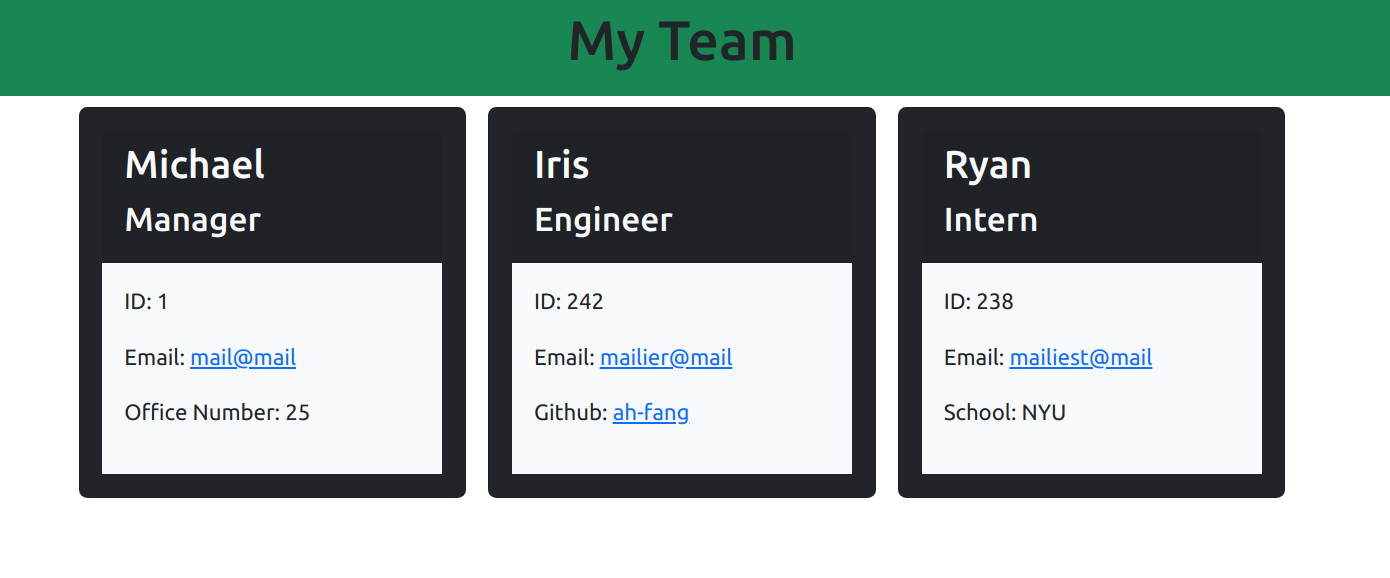 My Team
Michael
Manager
ID: 1
Email: mail@mail
Office Number: 25
Iris
Engineer
ID: 242
Email: mailier@mail
Github: ah-fang
Ryan
Intern
ID: 238
Email: mailiest@mail
School: NYU